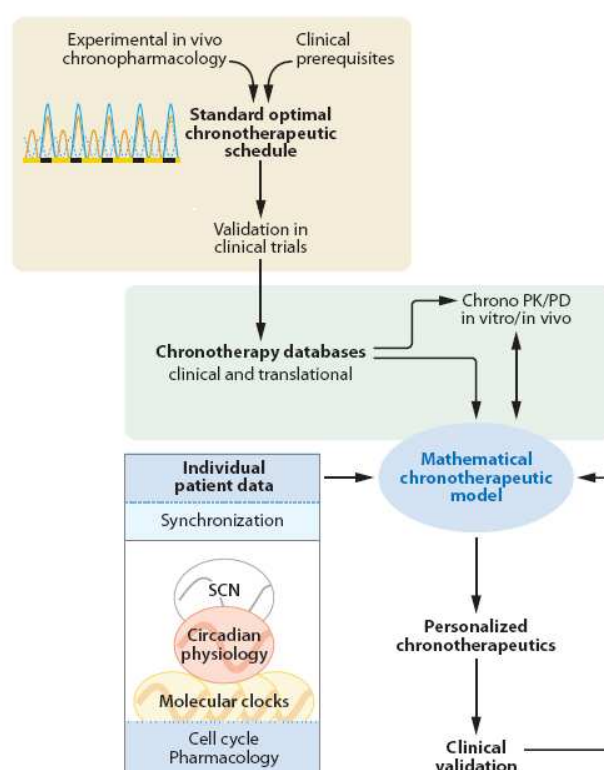 Experimental in vivo
chronopharmacology
Clinical
prerequisites
Standard optimal
chronotherapeutic
schedule
Validation in
clinical trials
Chrono PK/PD
in vitro/in vivo
Chronotherapy databases
clinical and translational
Individual
patient data
Synchronization
SCN
Circadian
physiology
Molecular clocks
Cell cycle
Pharmacology
Mathematical
chronotherapeutic
model
Personalized
chronotherapeutics
Clinical
validation